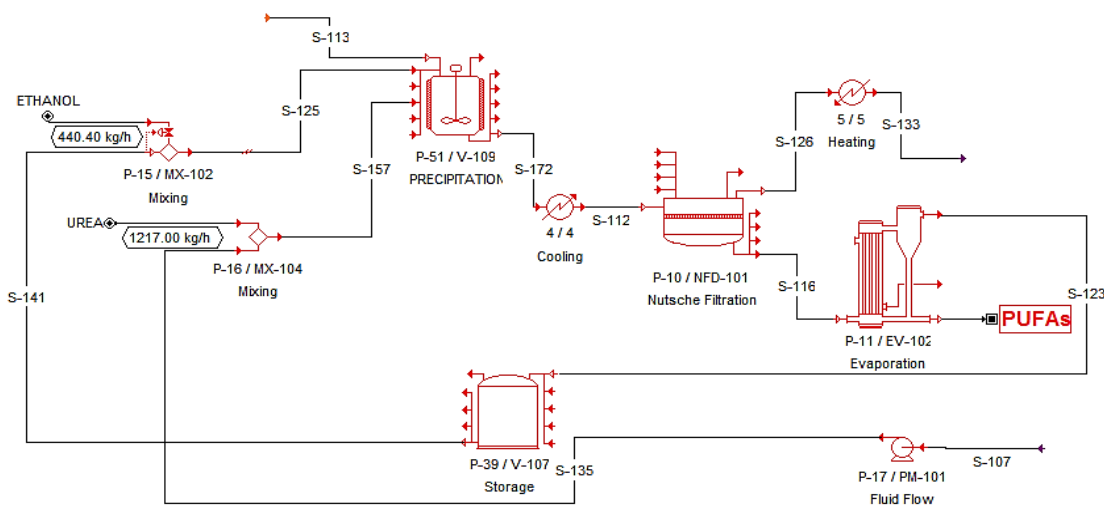 S-113
ETHANOL
440.40 kg/h
S-125
P-15 / MX-102
Mixing
S-157
P-51 / V-109
PRECIPITATION
S-172
5 / 5
Heating
S-126
S-133
UREA
1217.00 kg/h
P-16 / MX-104
Mixing
S-141
4 / 4
Cooling
S-112
P-10 / NFD-101
Nutsche Filtration
S-116
P-11 / EV-102
Evaporation
PUFAs
S-123
P-39 / V-107
Storage
S-135
P-17 / PM-101
Fluid Flow
S-107